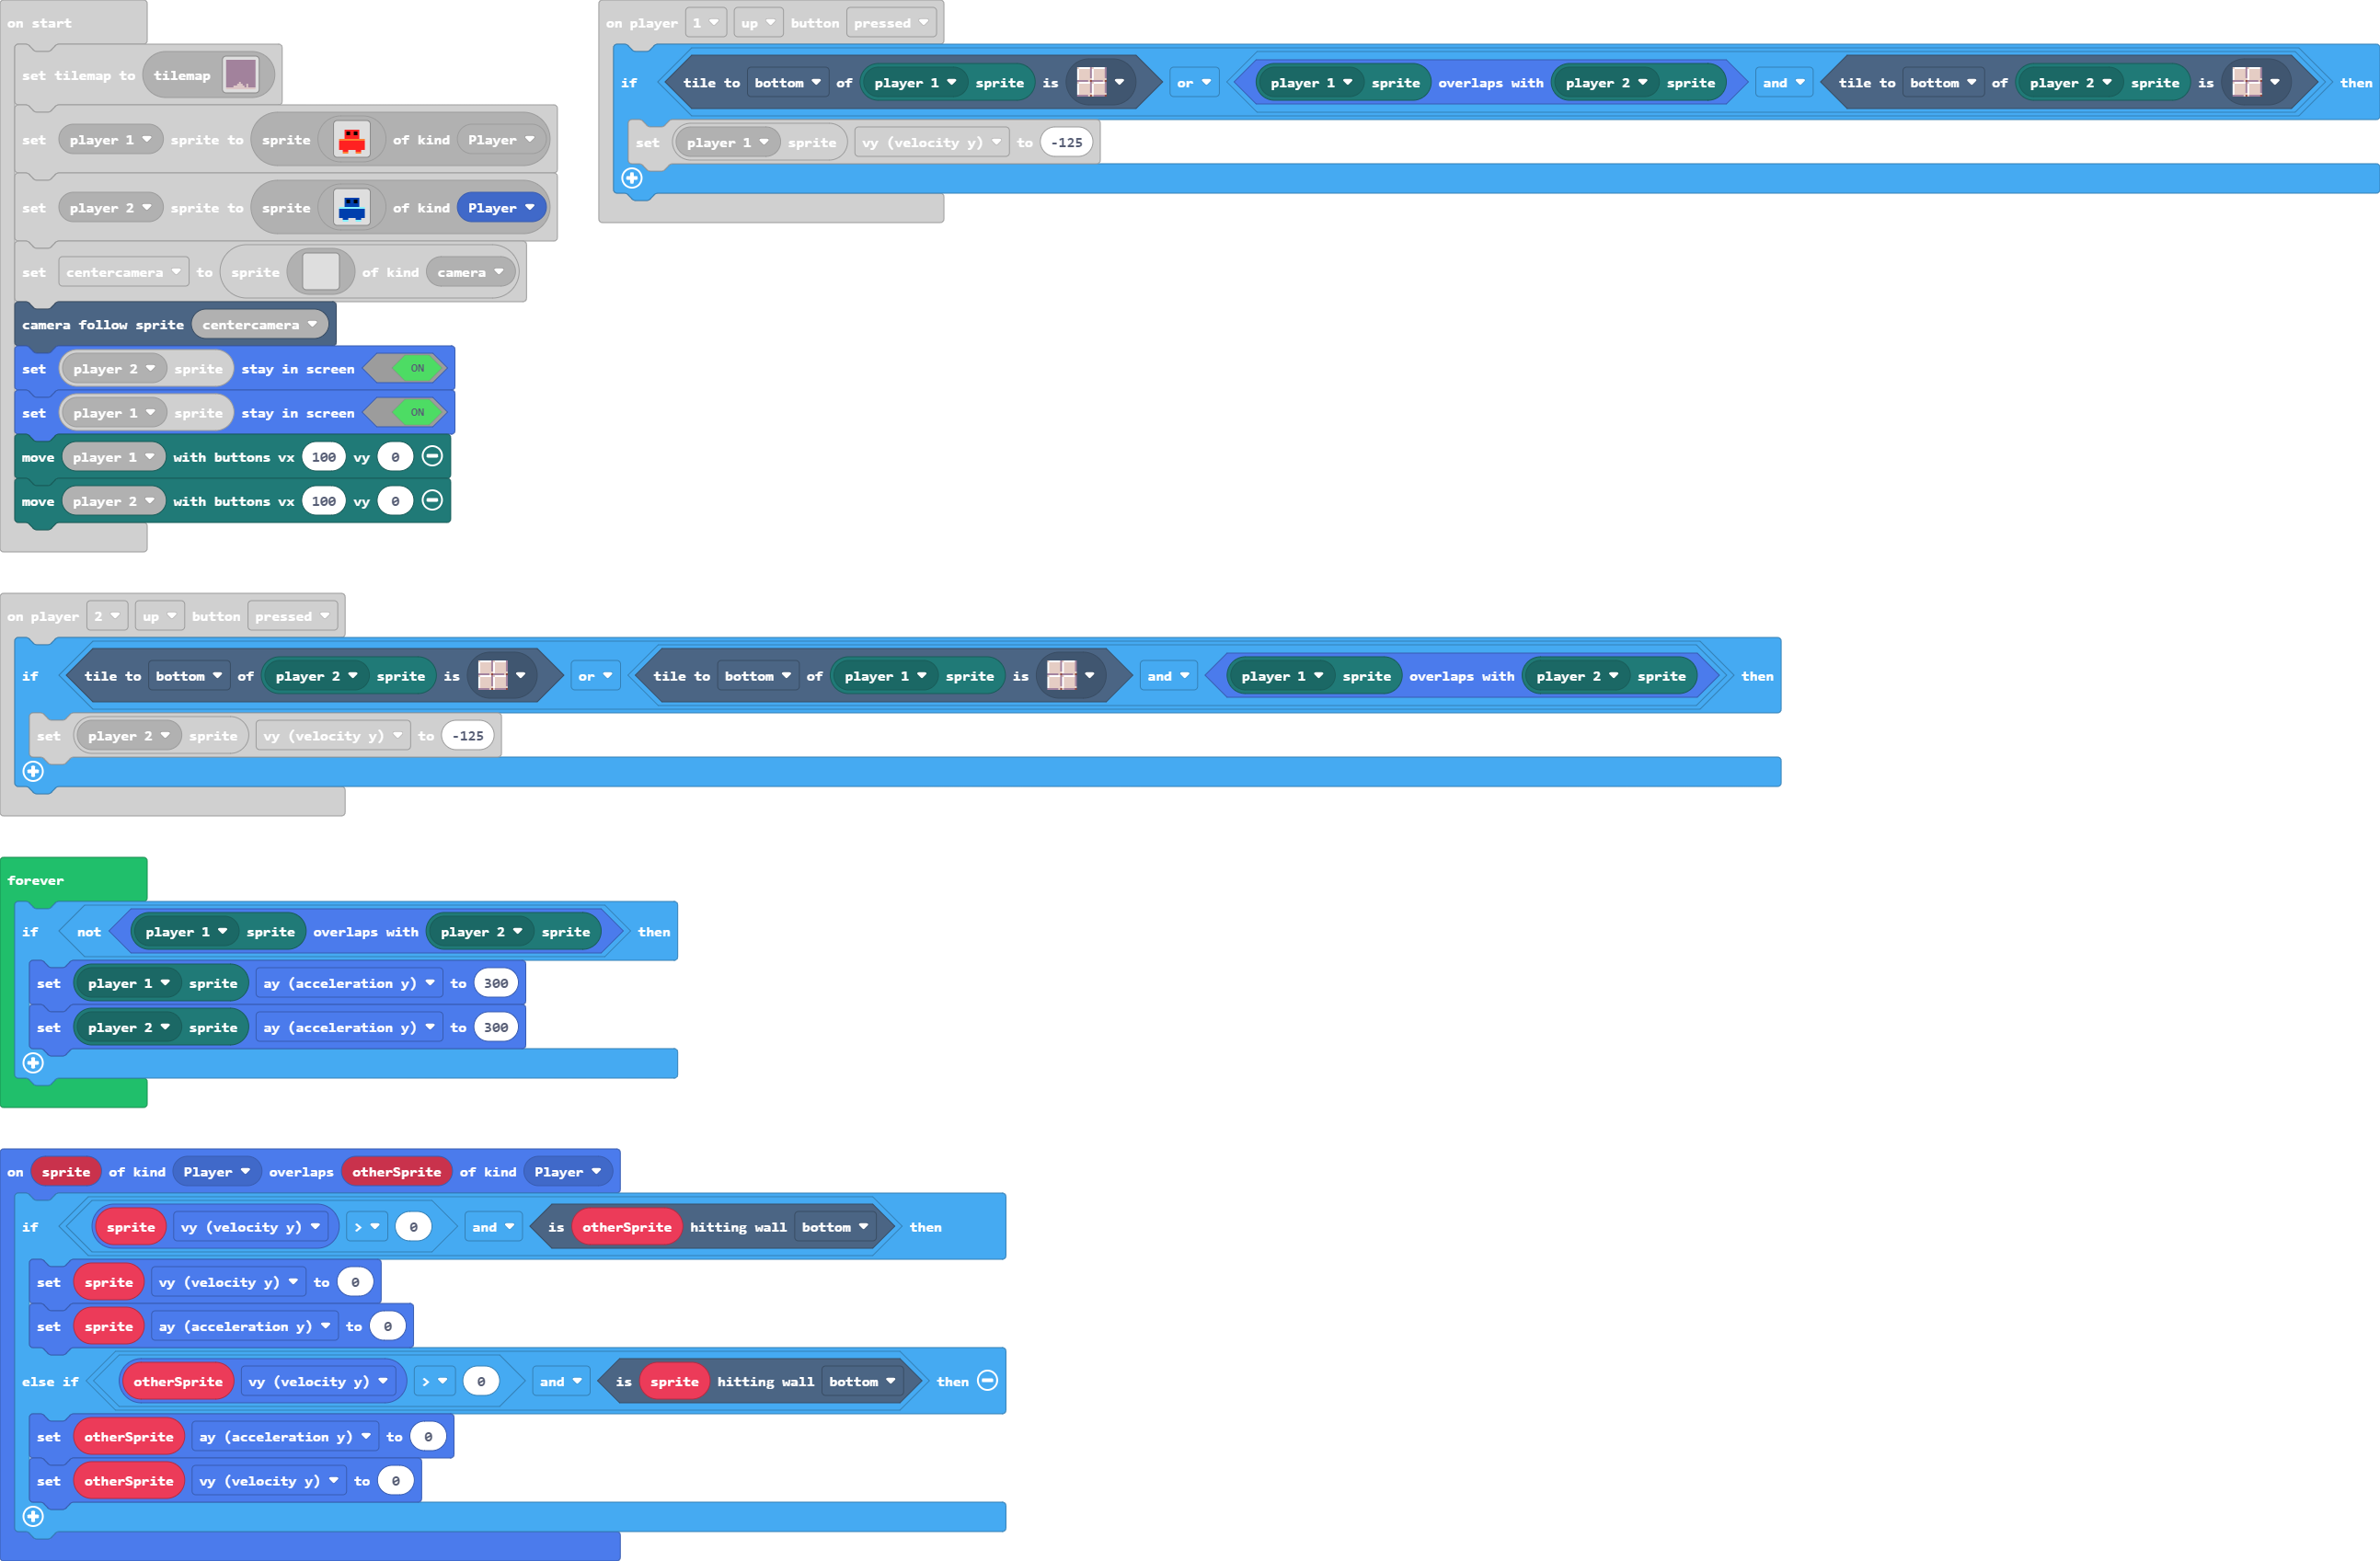 on start
set tilemap to tilemap
set player 1 sprite to sprite of kind Player
set player 2 sprite to sprite of kind Player
set centercamera to sprite of kind camera
camera follow sprite centercamera
set player 2 sprite stay in screen ON
set player 1 sprite stay in screen ON
move player 1 with buttons vx 100 vy 0
move player 2 with buttons vx 100 vy 0
on player 1 up button pressed
if tile to bottom of player 1 sprite is or player 1 sprite overlaps with player 2 sprite and tile to bottom of player 2 sprite is then
set player 1 sprite vy (velocity y) to -125
on player 2 up button pressed
if tile to bottom of player 2 sprite is or tile to bottom of player 1 sprite is and player 1 sprite overlaps with player 2 sprite then
set player 2 sprite vy (velocity y) to -125
forever
if not player 1 sprite overlaps with player 2 sprite then
set player 1 sprite ay (acceleration y) to 300
set player 2 sprite ay (acceleration y) to 300
on sprite of kind Player overlaps otherSprite of kind Player
if sprite vy (velocity y) > 0 and is otherSprite hitting wall bottom then
set sprite vy (velocity y) to 0
set sprite ay (acceleration y) to 0
else if otherSprite vy (velocity y) > 0 and is sprite hitting wall bottom then
set otherSprite ay (acceleration y) to 0
set otherSprite vy (velocity y) to 0